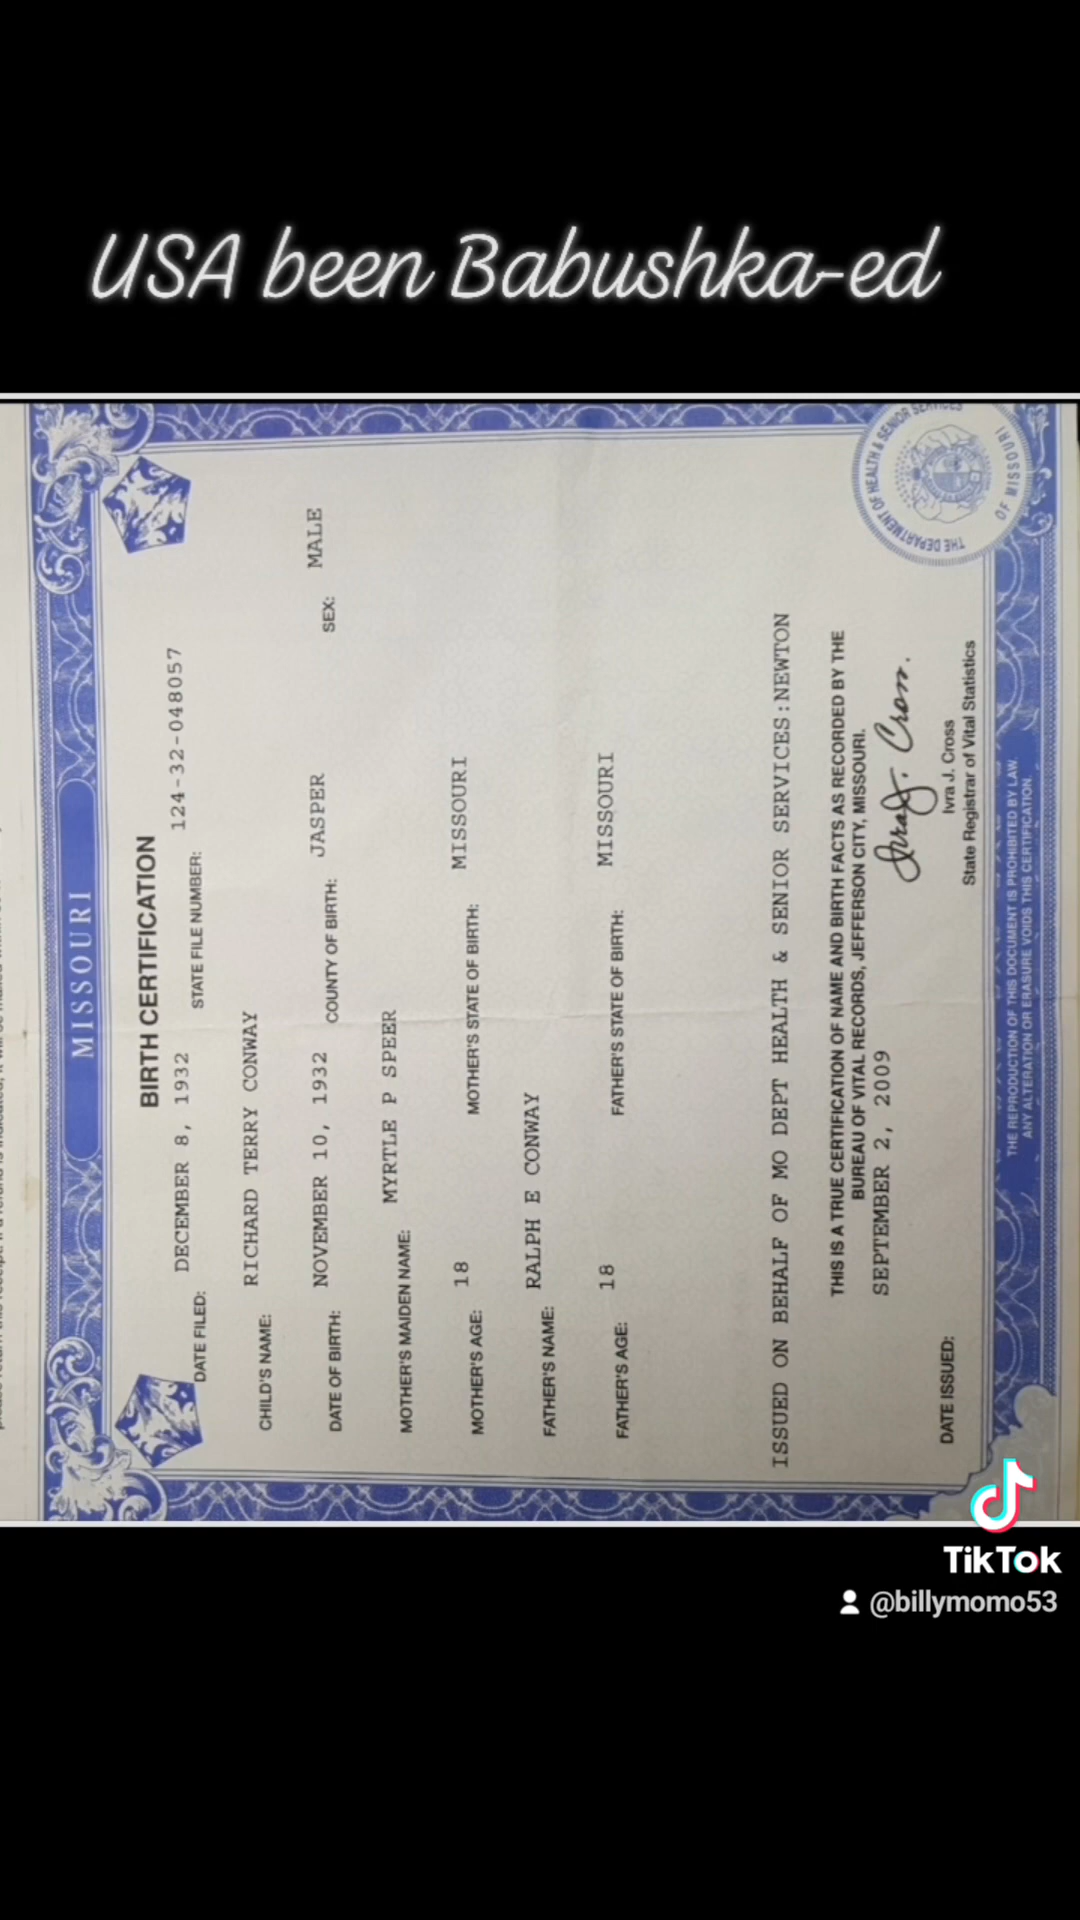 USA been Babushka-ed
MISSOURI
BIRTH CERTIFICATION
DATE FILED: DECEMBER 8, 1932 STATE FILE NUMBER: 124-32-048057
CHILD'S NAME: RICHARD TERRY CONWAY
DATE OF BIRTH: NOVEMBER 10, 1932 COUNTY OF BIRTH: JASPER SEX: MALE
MOTHER'S MAIDEN NAME: MYRTLE P SPEER
MOTHER'S AGE: 18 MOTHER'S STATE OF BIRTH: MISSOURI
FATHER'S NAME: RALPH E CONWAY
FATHER'S AGE: 18 FATHER'S STATE OF BIRTH: MISSOURI
ISSUED ON BEHALF OF MO DEPT HEALTH & SENIOR SERVICES:NEWTON
THIS IS A TRUE CERTIFICATION OF NAME AND BIRTH FACTS AS RECORDED BY THE
BUREAU OF VITAL RECORDS, JEFFERSON CITY, MISSOURI.
DATE ISSUED: SEPTEMBER 2, 2009
Ivra J. Cross.
Ivra J. Cross
State Registrar of Vital Statistics
THE DEPARTMENT OF HEALTH & SENIOR SERVICES
OF MISSOURI
THE REPRODUCTION OF THIS DOCUMENT IS PROHIBITED BY LAW.
ANY ALTERATION OR ERASURE VOIDS THIS CERTIFICATION.
TikTok
@billymomo53